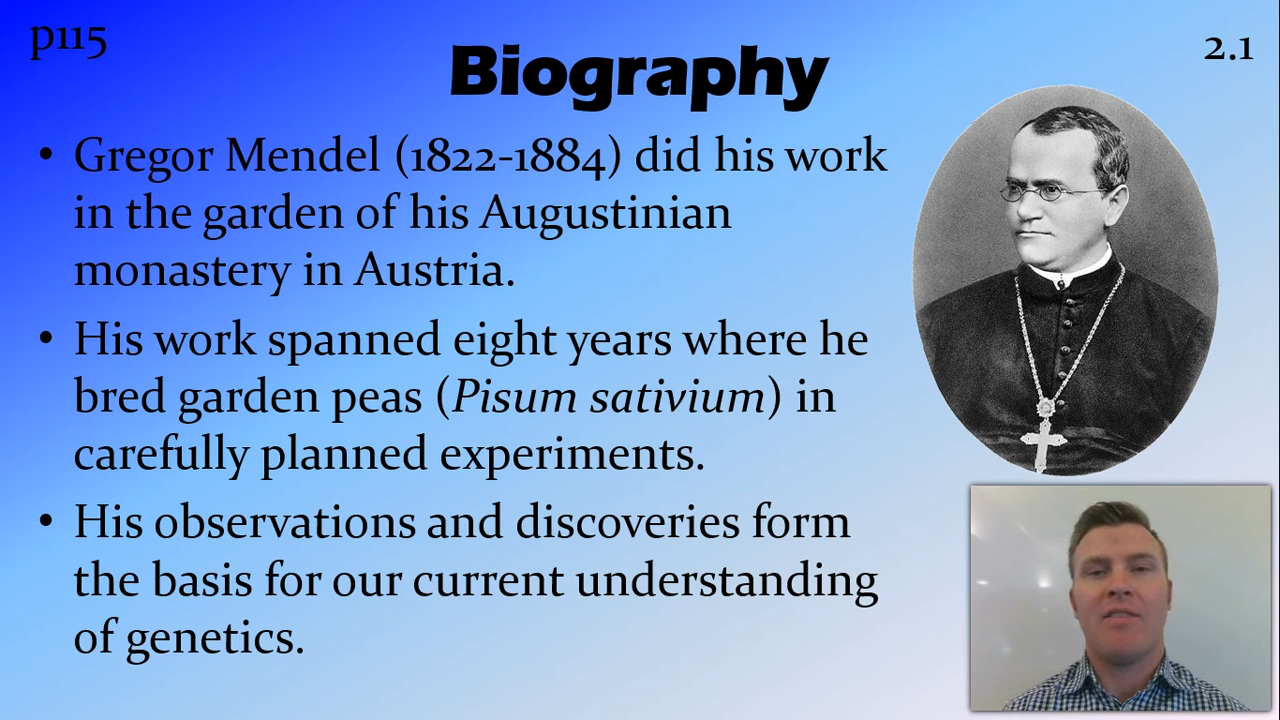 p115
2.1
Biography
• Gregor Mendel (1822-1884) did his work
in the garden of his Augustinian
monastery in Austria.
• His work spanned eight years where he
bred garden peas (Pisum sativium) in
carefully planned experiments.
• His observations and discoveries form
the basis for our current understanding
of genetics.